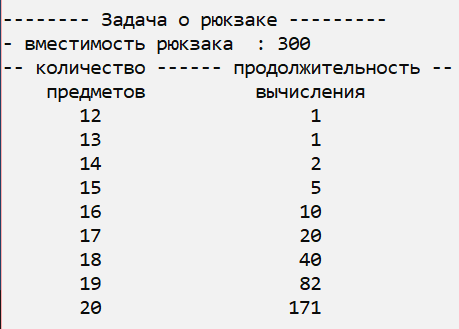 -------- Задача о рюкзаке ---------
- вместимость рюкзака  : 300
-- количество ------ продолжительность --
    предметов          вычисления
       12                   1
       13                   1
       14                   2
       15                   5
       16                  10
       17                  20
       18                  40
       19                  82
       20                 171